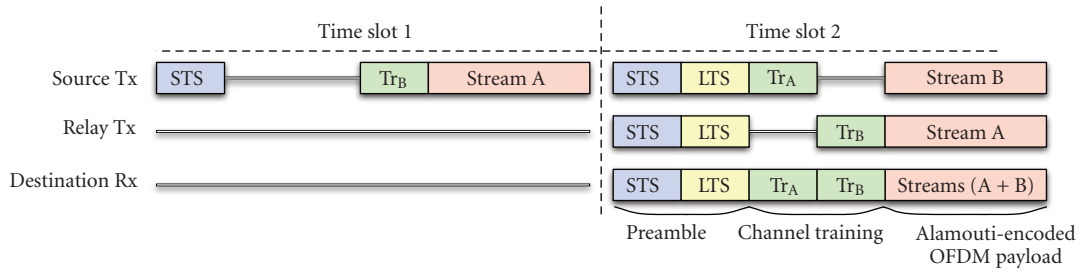 Time slot 1 Time slot 2
Source Tx STS TrB Stream A STS LTS TrA Stream B
Relay Tx STS LTS TrB Stream A
Destination Rx STS LTS TrA TrB Streams (A + B)
Preamble Channel training Alamouti-encoded
OFDM payload